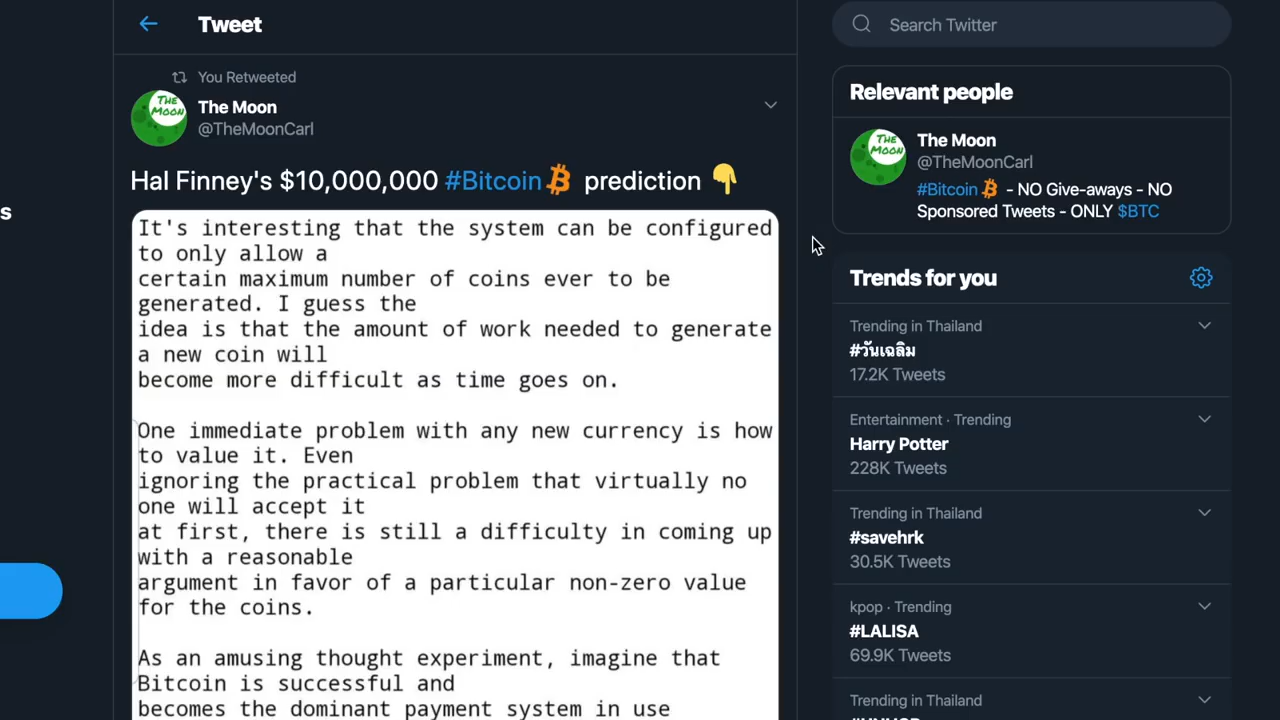 Tweet
You Retweeted
The Moon
@TheMoonCarl
Hal Finney's $10,000,000 #Bitcoin prediction
It's interesting that the system can be configured
to only allow a
certain maximum number of coins ever to be
generated. I guess the
idea is that the amount of work needed to generate
a new coin will
become more difficult as time goes on.
One immediate problem with any new currency is how
to value it. Even
ignoring the practical problem that virtually no
one will accept it
at first, there is still a difficulty in coming up
with a reasonable
argument in favor of a particular non-zero value
for the coins.
As an amusing thought experiment, imagine that
Bitcoin is successful and
becomes the dominant payment system in use
s
Search Twitter
Relevant people
THE MOON
The Moon
@TheMoonCarl
#Bitcoin - NO Give-aways - NO
Sponsored Tweets - ONLY $BTC
Trends for you
Trending in Thailand
#วันเฉลิม
17.2K Tweets
Entertainment · Trending
Harry Potter
228K Tweets
Trending in Thailand
#savehrk
30.5K Tweets
kpop · Trending
#LALISA
69.9K Tweets
Trending in Thailand